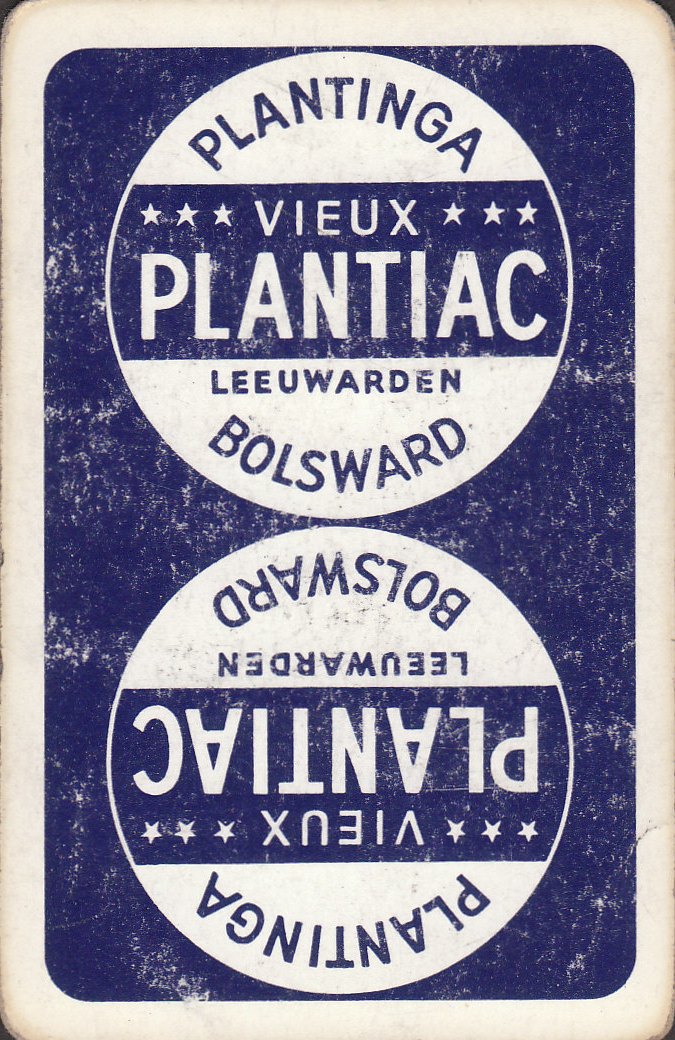 PLANTINGA
★★★ VIEUX ★★★
PLANTIAC
LEEUWARDEN
BOLSWARD
BOLSWARD
LEEUWARDEN
PLANTIAC
★★★ VIEUX ★★★
PLANTINGA